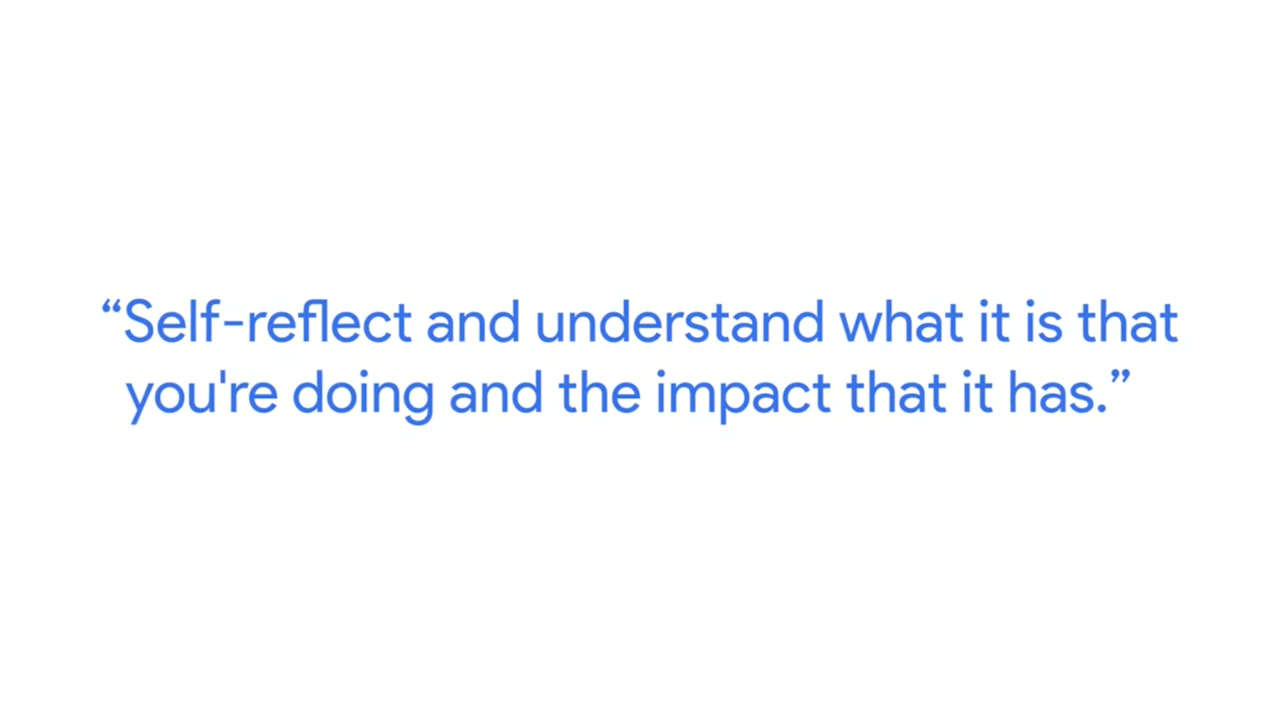 “Self-reflect and understand what it is that
you're doing and the impact that it has.”